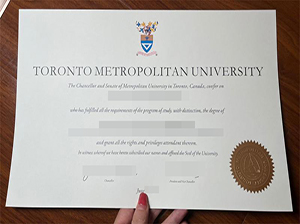 TORONTO METROPOLITAN UNIVERSITY
The Chancellor and Senate of Metropolitan University in Toronto, Canada, confer on
who has fulfilled all the requirements of the program of study, with distinction, the degree of
and grants all the rights and privileges attendant thereon.
In witness whereof we have hereto subscribed our names and affixed the Seal of the University.